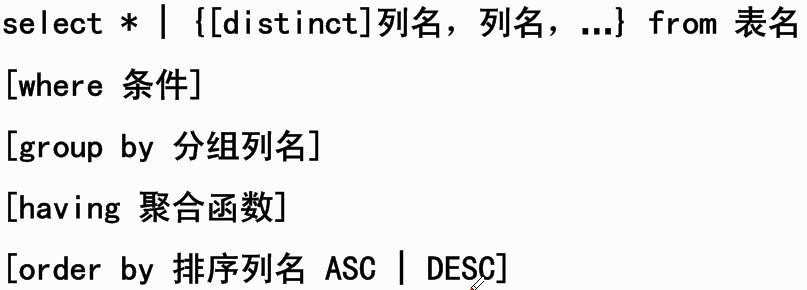 select * | {[distinct]列名，列名，…} from 表名
[where 条件]
[group by 分组列名]
[having 聚合函数]
[order by 排序列名 ASC | DESC]